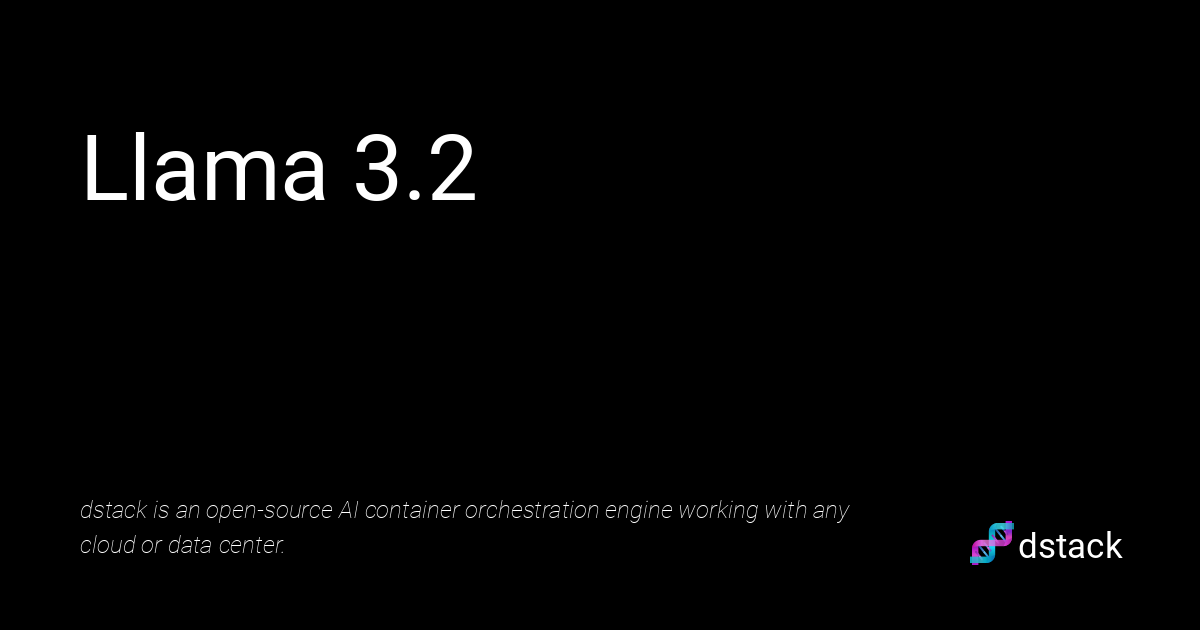 Llama 3.2
dstack is an open-source AI container orchestration engine working with any
cloud or data center.
dstack